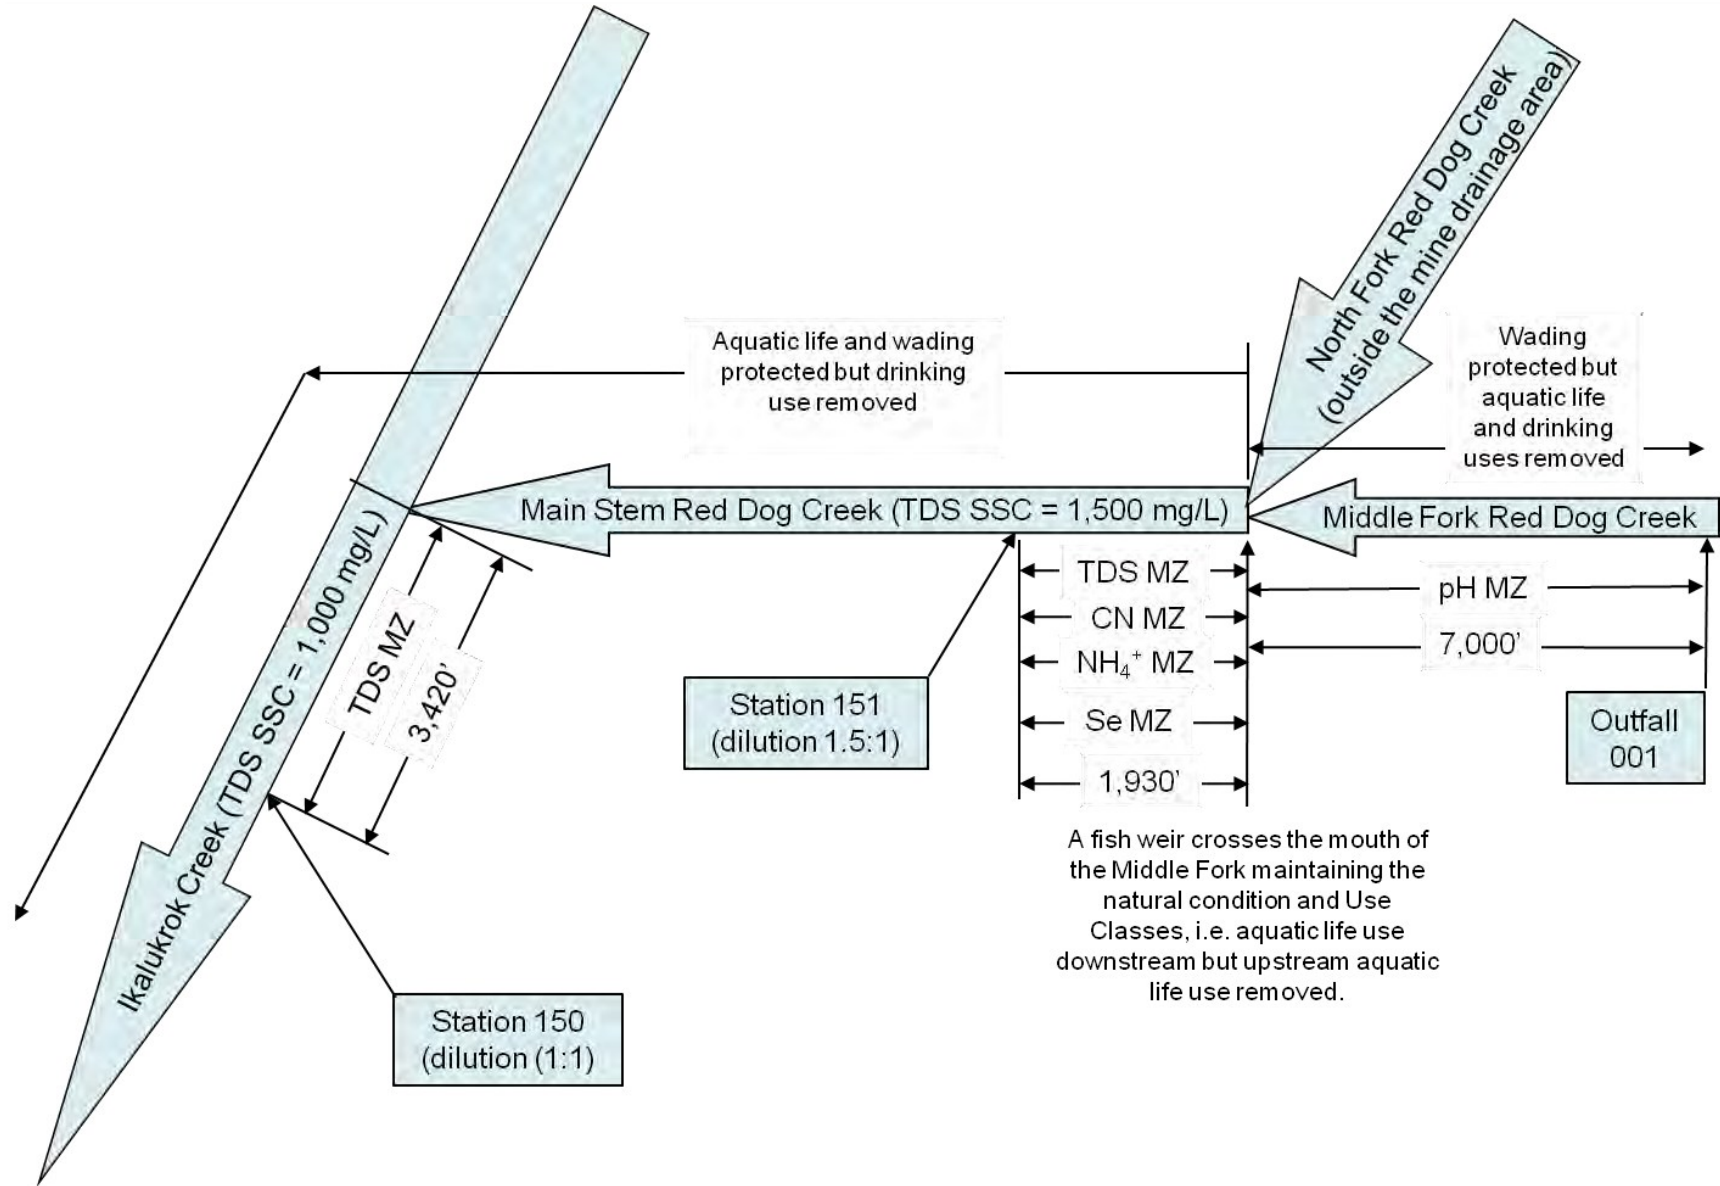 North Fork Red Dog Creek
(outside the mine drainage area)
Aquatic life and wading
protected but drinking
use removed
Wading
protected but
aquatic life
and drinking
uses removed
Main Stem Red Dog Creek (TDS SSC = 1,500 mg/L)
Middle Fork Red Dog Creek
Ikalukrok Creek (TDS SSC = 1,000 mg/L)
TDS MZ
3,420’
TDS MZ
CN MZ
NH₄⁺ MZ
Se MZ
1,930’
pH MZ
7,000’
Station 151
(dilution 1.5:1)
Outfall
001
A fish weir crosses the mouth of
the Middle Fork maintaining the
natural condition and Use
Classes, i.e. aquatic life use
downstream but upstream aquatic
life use removed.
Station 150
(dilution (1:1)